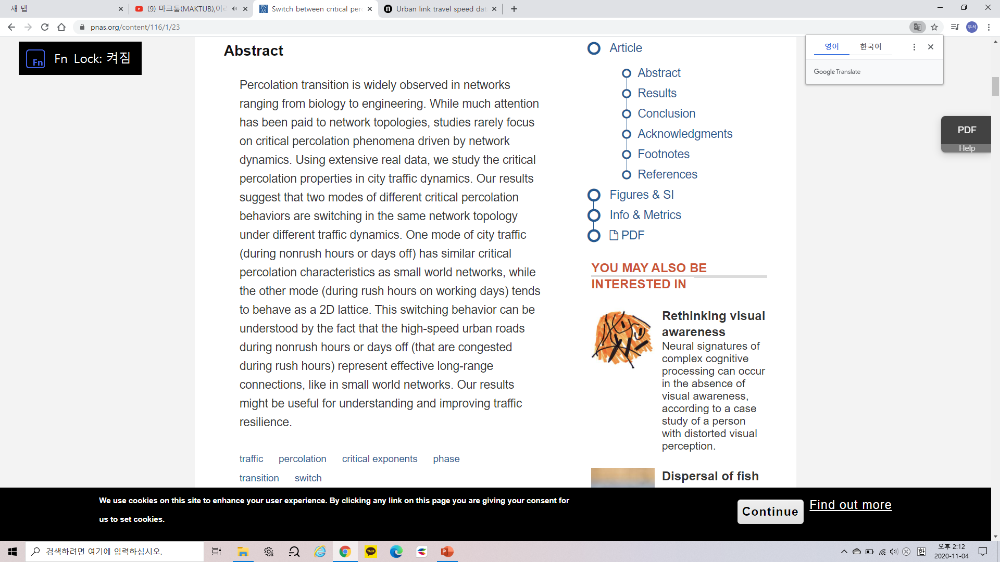 새 탭
(9) 마크툽(MAKTUB),이라
Switch between critical per
Urban link travel speed dat
pnas.org/content/116/1/23
우석
Fn
Fn Lock: 켜짐
영어
한국어
Google Translate
Abstract
Percolation transition is widely observed in networks
ranging from biology to engineering. While much attention
has been paid to network topologies, studies rarely focus
on critical percolation phenomena driven by network
dynamics. Using extensive real data, we study the critical
percolation properties in city traffic dynamics. Our results
suggest that two modes of different critical percolation
behaviors are switching in the same network topology
under different traffic dynamics. One mode of city traffic
(during nonrush hours or days off) has similar critical
percolation characteristics as small world networks, while
the other mode (during rush hours on working days) tends
to behave as a 2D lattice. This switching behavior can be
understood by the fact that the high-speed urban roads
during nonrush hours or days off (that are congested
during rush hours) represent effective long-range
connections, like in small world networks. Our results
might be useful for understanding and improving traffic
resilience.
traffic percolation critical exponents phase
transition switch
Article
Abstract
Results
Conclusion
Acknowledgments
Footnotes
References
Figures & SI
Info & Metrics
PDF
YOU MAY ALSO BE
INTERESTED IN
Rethinking visual
awareness
Neural signatures of
complex cognitive
processing can occur
in the absence of
visual awareness,
according to a case
study of a person
with distorted visual
perception.
Dispersal of fish
PDF
Help
We use cookies on this site to enhance your user experience. By clicking any link on this page you are giving your consent for
us to set cookies.
Continue
Find out more
검색하려면 여기에 입력하십시오.
TALK
한
오후 2:12
2020-11-04